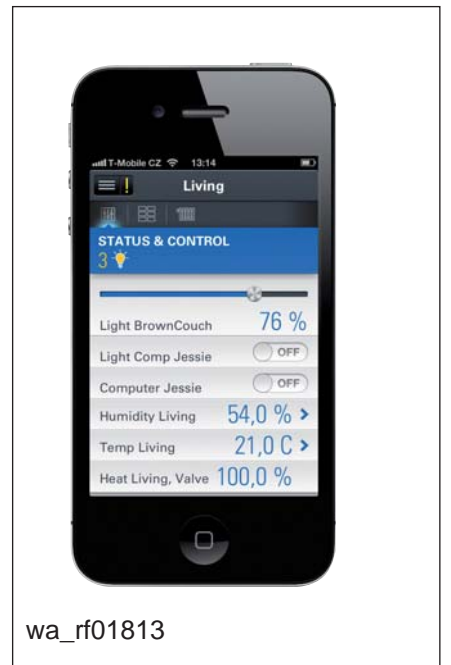 T-Mobile CZ 13:14
! Living
STATUS & CONTROL
3
Light BrownCouch 76 %
Light Comp Jessie OFF
Computer Jessie OFF
Humidity Living 54,0 % >
Temp Living 21,0 C >
Heat Living, Valve 100,0 %
wa_rf01813